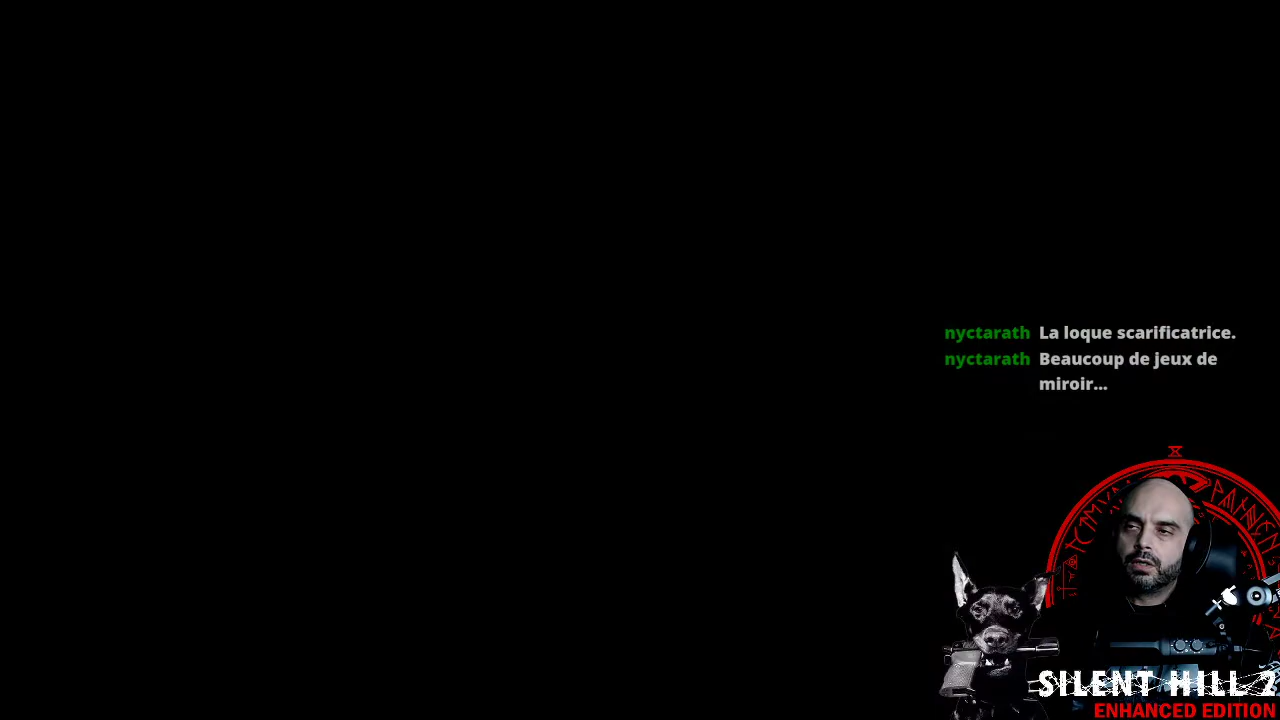 nyctarath La loque scarificatrice.
nyctarath Beaucoup de jeux de
miroir...
SILENT HILL 2
ENHANCED EDITION